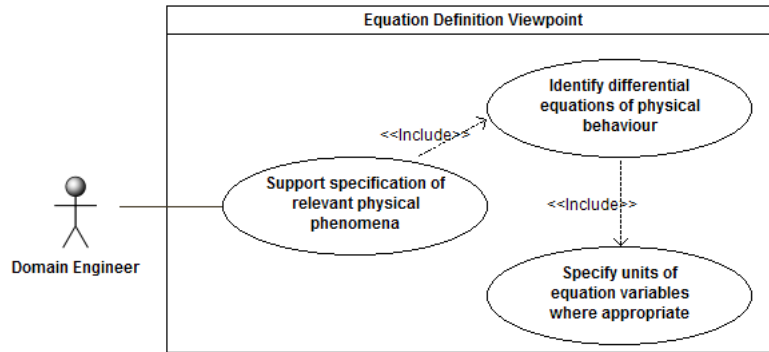 Equation Definition Viewpoint
Identify differential
equations of physical
behaviour
<<Include>>
Support specification of
relevant physical
phenomena
<<Include>>
Domain Engineer
Specify units of
equation variables
where appropriate